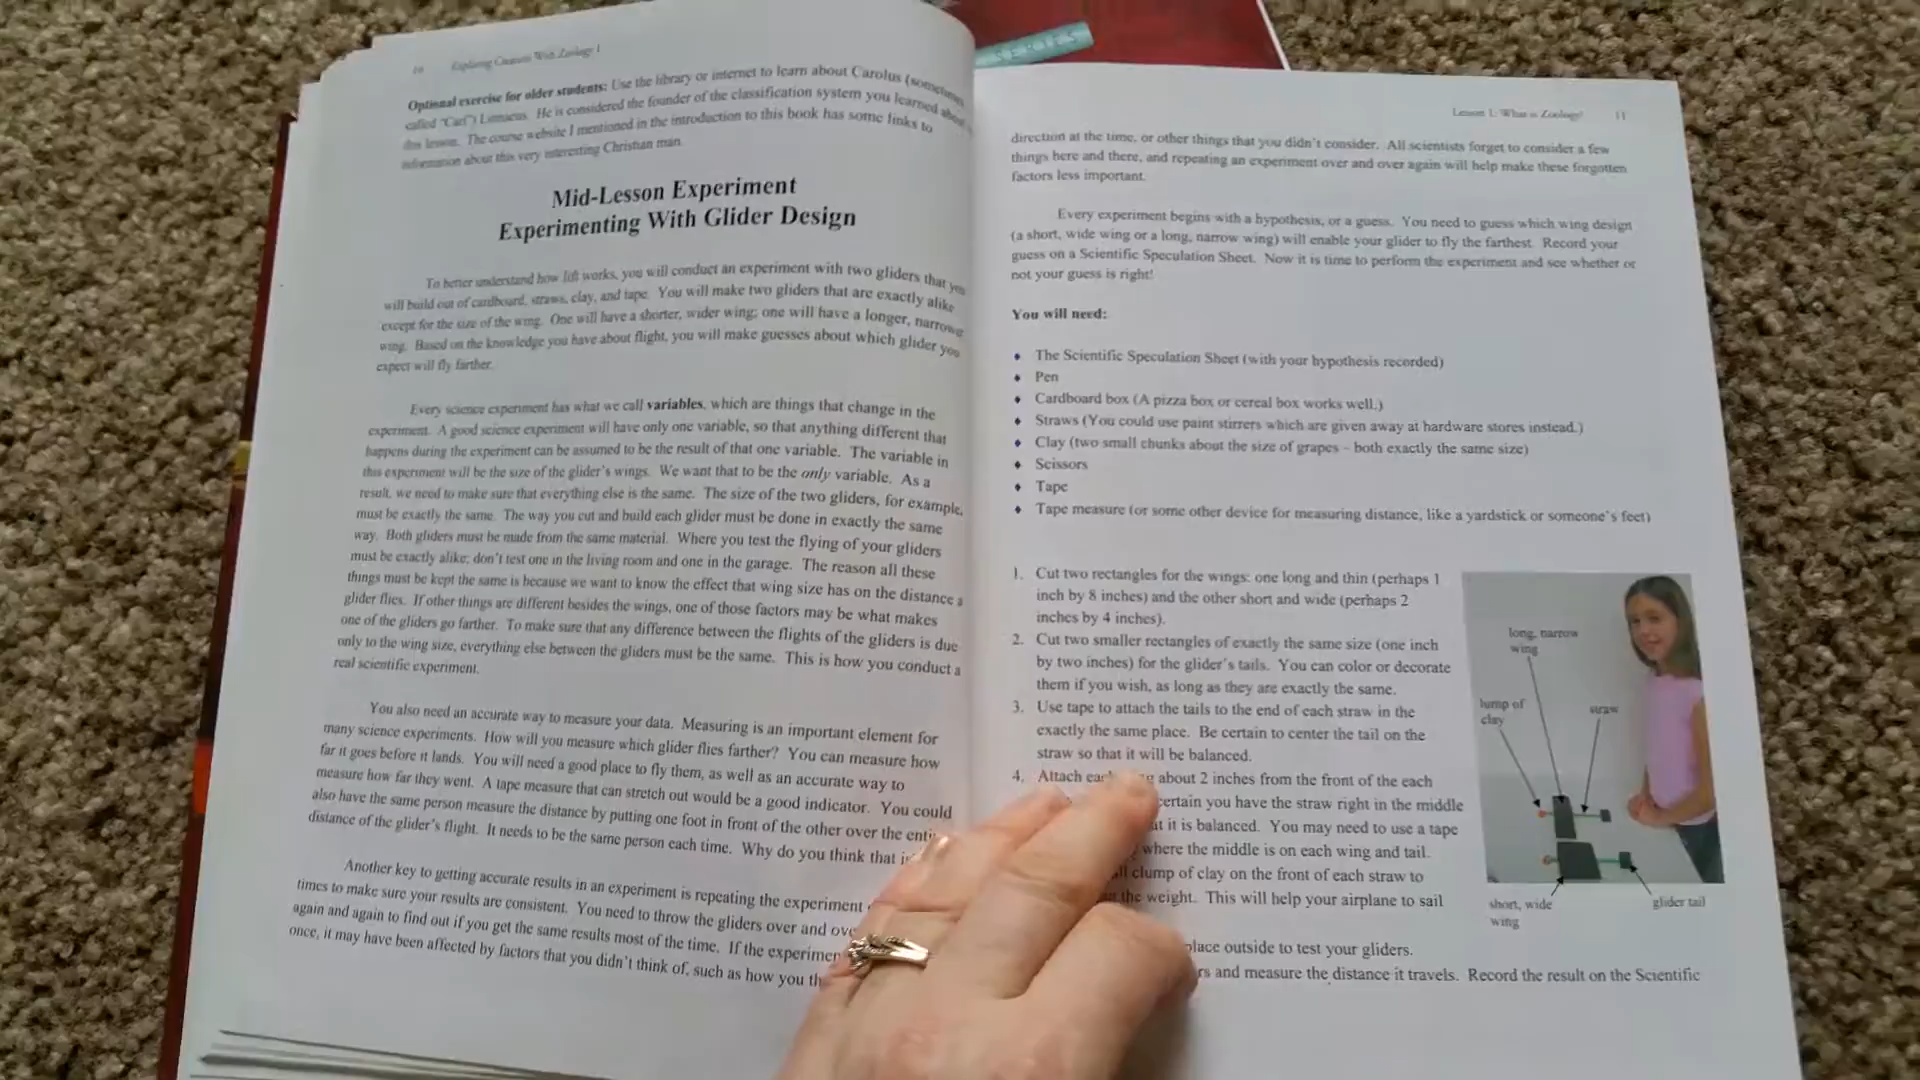 SERIES
10 Exploring Creation With Zoology 1
Optional exercise for older students: Use the library or internet to learn about Carolus (sometimes
called "Carl") Linnaeus. He is considered the founder of the classification system you learned about in
this lesson. The course website I mentioned in the introduction to this book has some links to
information about this very interesting Christian man.
Mid-Lesson Experiment
Experimenting With Glider Design
To better understand how lift works, you will conduct an experiment with two gliders that you
will build out of cardboard, straws, clay, and tape. You will make two gliders that are exactly alike
except for the size of the wing. One will have a shorter, wider wing; one will have a longer, narrower
wing. Based on the knowledge you have about flight, you will make guesses about which glider you
expect will fly farther.
Every science experiment has what we call variables, which are things that change in the
experiment. A good science experiment will have only one variable, so that anything different that
happens during the experiment can be assumed to be the result of that one variable. The variable in
this experiment will be the size of the glider's wings. We want that to be the only variable. As a
result, we need to make sure that everything else is the same. The size of the two gliders, for example,
must be exactly the same. The way you cut and build each glider must be done in exactly the same
way. Both gliders must be made from the same material. Where you test the flying of your gliders
must be exactly alike; don't test one in the living room and one in the garage. The reason all these
things must be kept the same is because we want to know the effect that wing size has on the distance a
glider flies. If other things are different besides the wings, one of those factors may be what makes
one of the gliders go farther. To make sure that any difference between the flights of the gliders is due
only to the wing size, everything else between the gliders must be the same. This is how you conduct a
real scientific experiment.
You also need an accurate way to measure your data. Measuring is an important element for
many science experiments. How will you measure which glider flies farther? You can measure how
far it goes before it lands. You will need a good place to fly them, as well as an accurate way to
measure how far they went. A tape measure that can stretch out would be a good indicator. You could
also have the same person measure the distance by putting one foot in front of the other over the
distance of the glider's flight. It needs to be the same person each time. Why do you think that
Another key to getting accurate results in an experiment is repeating the experiment
times to make sure your results are consistent. You need to throw the gliders over and
again and again to find out if you get the same results most of the time. If the
once, it may have been affected by factors that you didn't think of, such as how you
Lesson 1: What is Zoology? 11
direction at the time, or other things that you didn't consider. All scientists forget to consider a few
things here and there, and repeating an experiment over and over again will help make these forgotten
factors less important.
Every experiment begins with a hypothesis, or a guess. You need to guess which wing design
(a short, wide wing or a long, narrow wing) will enable your glider to fly the farthest. Record your
guess on a Scientific Speculation Sheet. Now it is time to perform the experiment and see whether or
not your guess is right!
You will need:
♦ The Scientific Speculation Sheet (with your hypothesis recorded)
♦ Pen
♦ Cardboard box (A pizza box or cereal box works well.)
♦ Straws (You could use paint stirrers which are given away at hardware stores instead.)
♦ Clay (two small chunks about the size of grapes – both exactly the same size)
♦ Scissors
♦ Tape
♦ Tape measure (or some other device for measuring distance, like a yardstick or someone's feet)
1. Cut two rectangles for the wings: one long and thin (perhaps 1
inch by 8 inches) and the other short and wide (perhaps 2
inches by 4 inches).
2. Cut two smaller rectangles of exactly the same size (one inch
by two inches) for the glider's tails. You can color or decorate
them if you wish, as long as they are exactly the same.
3. Use tape to attach the tails to the end of each straw in the
exactly the same place. Be certain to center the tail on the
straw so that it will be balanced.
4. Attach about 2 inches from the front of the each
certain you have the straw right in the middle
it is balanced. You may need to use a tape
where the middle is on each wing and tail.
clump of clay on the front of each straw to
the weight. This will help your airplane to sail
place outside to test your gliders.
and measure the distance it travels. Record the result on the Scientific
long, narrow
wing
lump of
clay
straw
short, wide
wing
glider tail